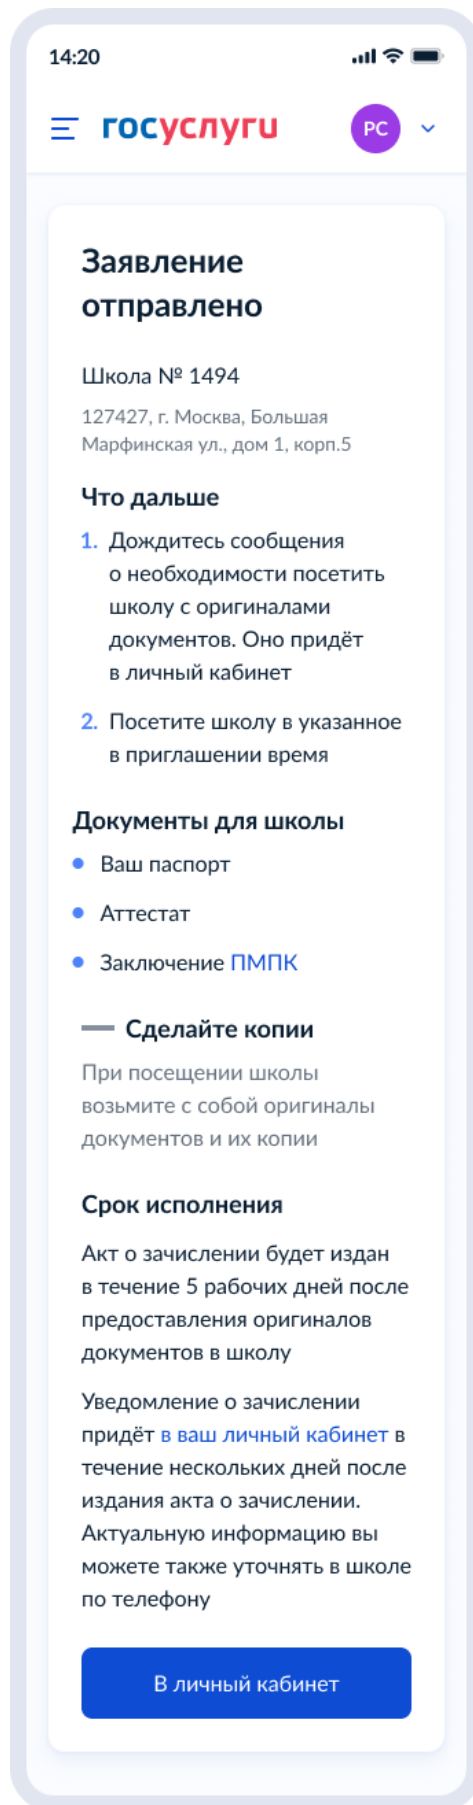 14:20
госуслуги
РС
Заявление
отправлено
Школа № 1494
127427, г. Москва, Большая
Марфинская ул., дом 1, корп.5
Что дальше
1. Дождитесь сообщения
о необходимости посетить
школу с оригиналами
документов. Оно придёт
в личный кабинет
2. Посетите школу в указанное
в приглашении время
Документы для школы
Ваш паспорт
Аттестат
Заключение ПМПК
Сделайте копии
При посещении школы
возьмите с собой оригиналы
документов и их копии
Срок исполнения
Акт о зачислении будет издан
в течение 5 рабочих дней после
предоставления оригиналов
документов в школу
Уведомление о зачислении
придёт в ваш личный кабинет в
течение нескольких дней после
издания акта о зачислении.
Актуальную информацию вы
можете также уточнять в школе
по телефону
В личный кабинет